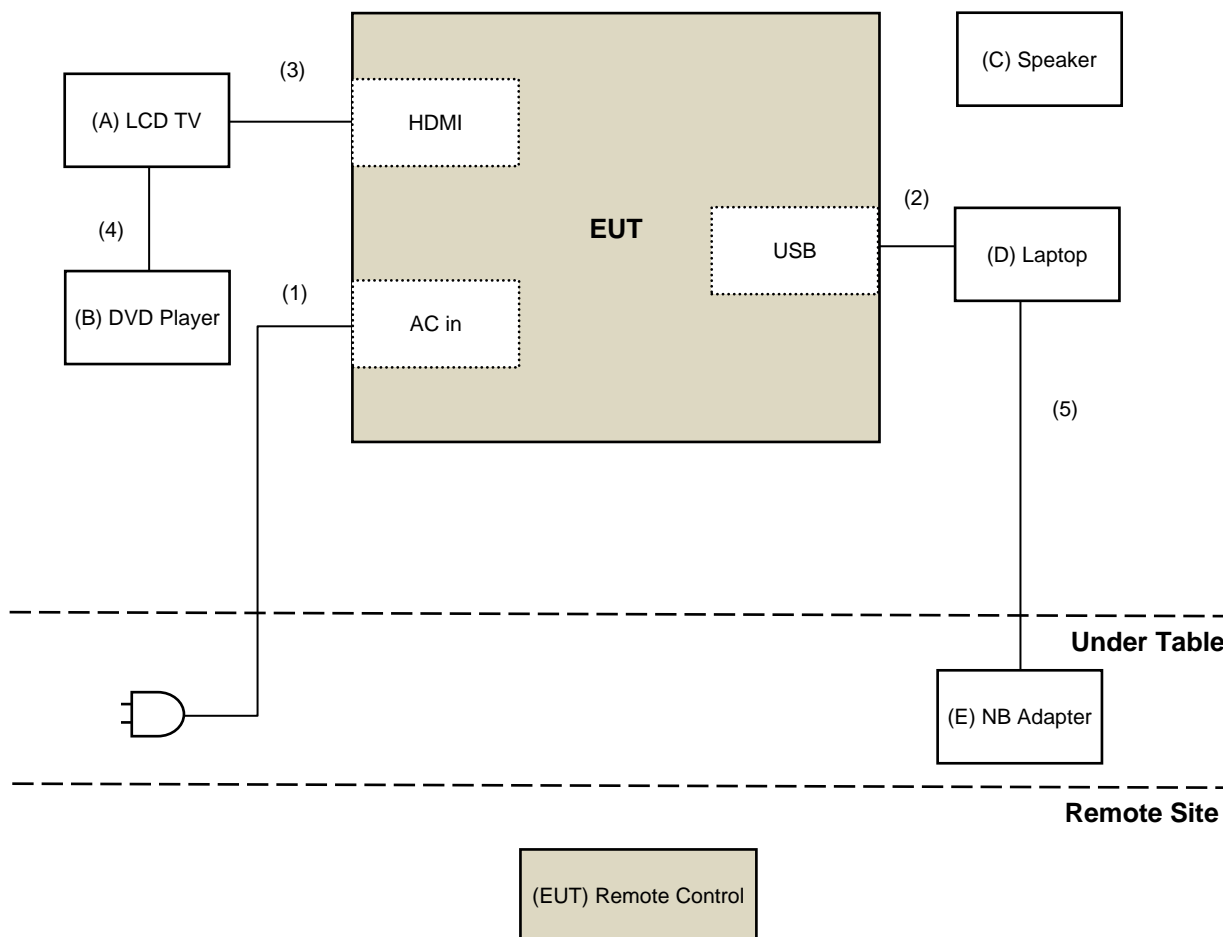 (C) Speaker
(3)
(A) LCD TV
HDMI
(2)
(4)
EUT
USB
(D) Laptop
(1)
(B) DVD Player
AC in
(5)
Under Table
(E) NB Adapter
Remote Site
(EUT) Remote Control